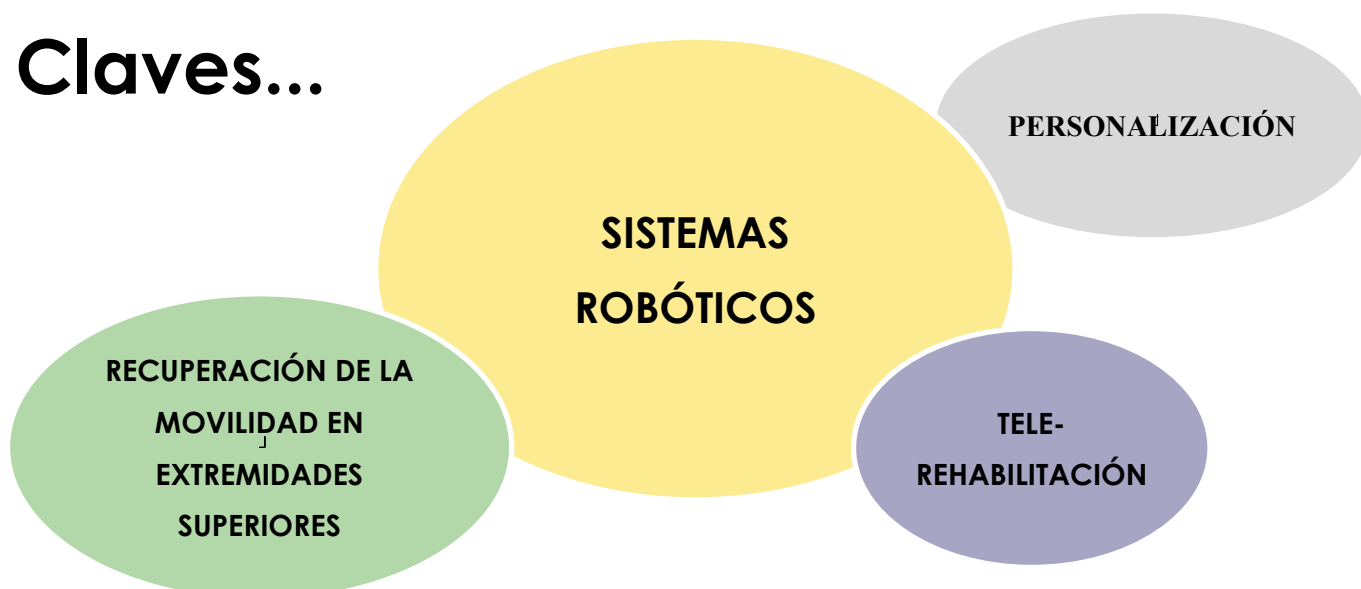 Claves...
PERSONALIZACIÓN
SISTEMAS
ROBÓTICOS
RECUPERACIÓN DE LA
MOVILIDAD EN
EXTREMIDADES
SUPERIORES
TELE-
REHABILITACIÓN